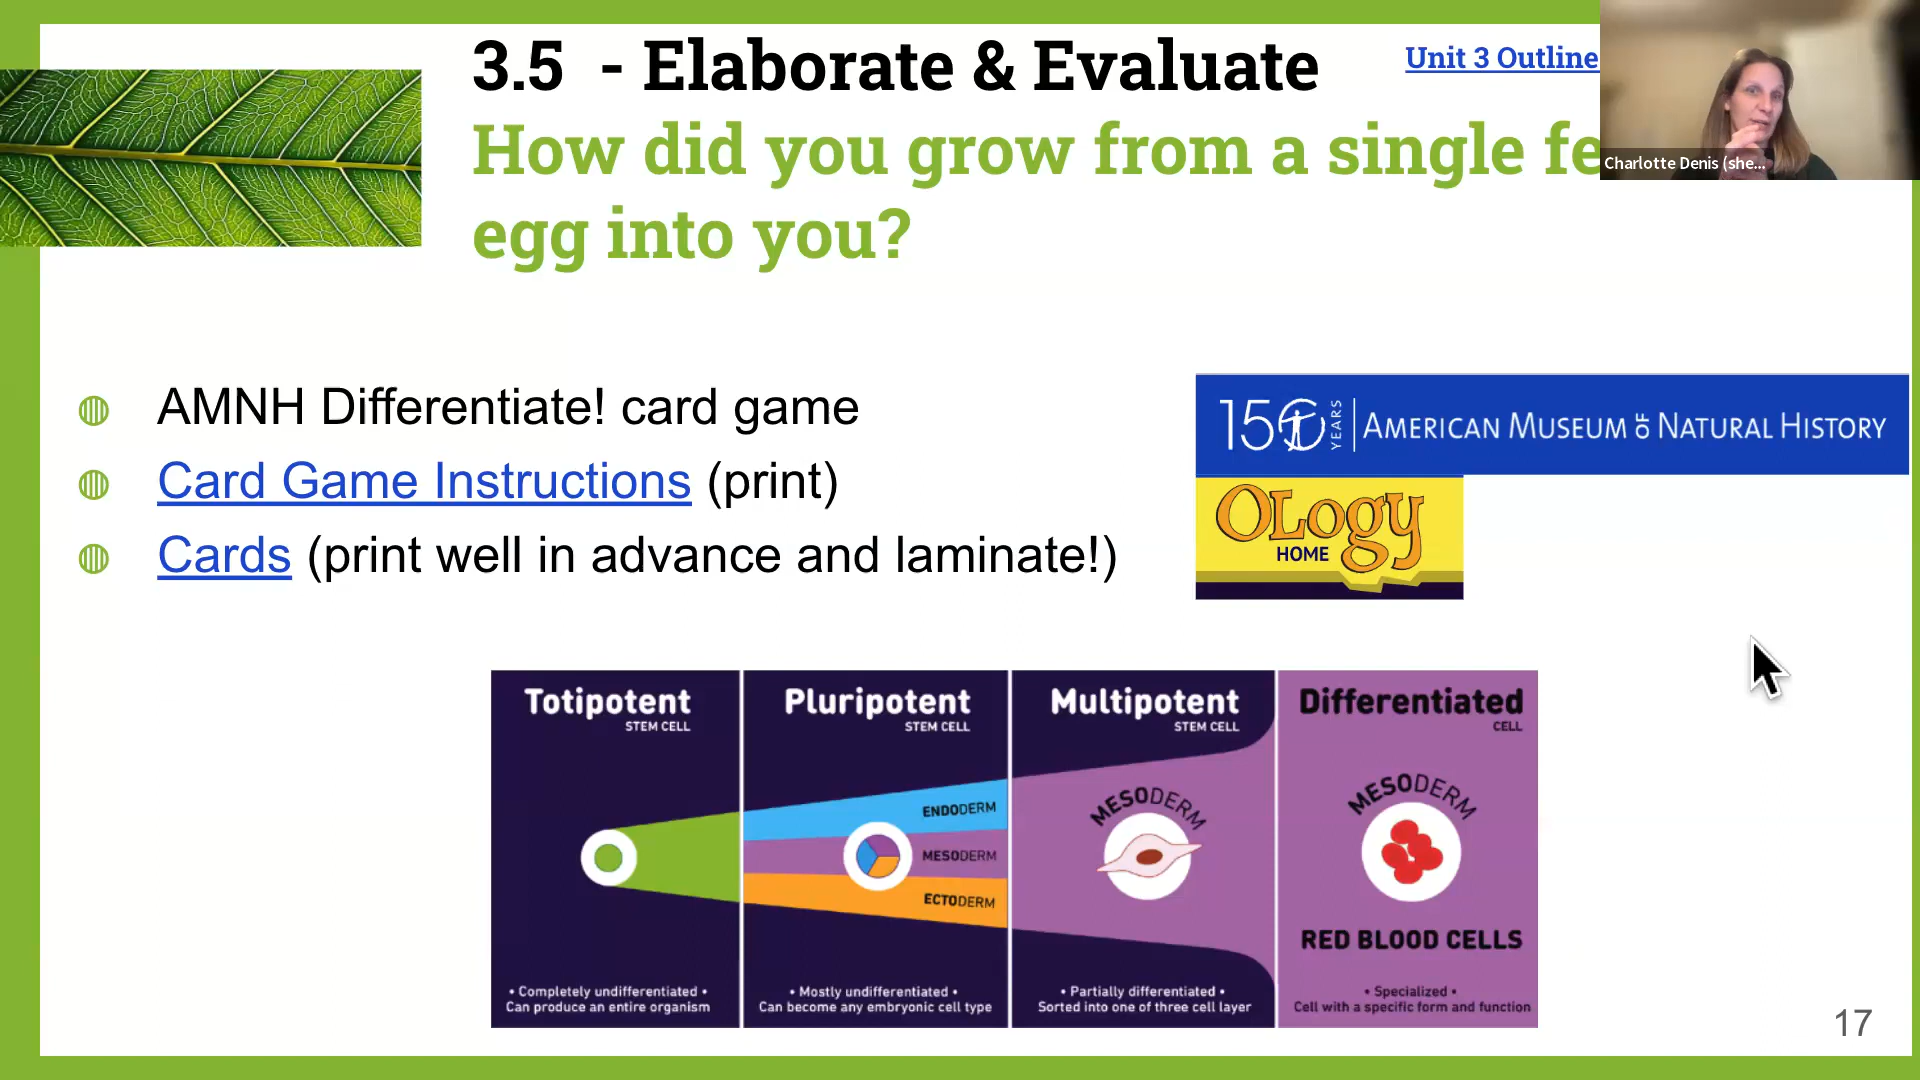 3.5 - Elaborate & Evaluate
Unit 3 Outline
How did you grow from a single fe
egg into you?
Charlotte Denis (she...
AMNH Differentiate! card game
Card Game Instructions (print)
Cards (print well in advance and laminate!)
150 YEARS AMERICAN MUSEUM OF NATURAL HISTORY
OLogy
HOME
Totipotent
STEM CELL
• Completely undifferentiated •
Can produce an entire organism
Pluripotent
STEM CELL
ENDODERM
MESODERM
ECTODERM
• Mostly undifferentiated •
Can become any embryonic cell type
Multipotent
STEM CELL
MESODERM
• Partially differentiated •
Sorted into one of three cell layer
Differentiated
CELL
MESODERM
RED BLOOD CELLS
• Specialized •
Cell with a specific form and function
17